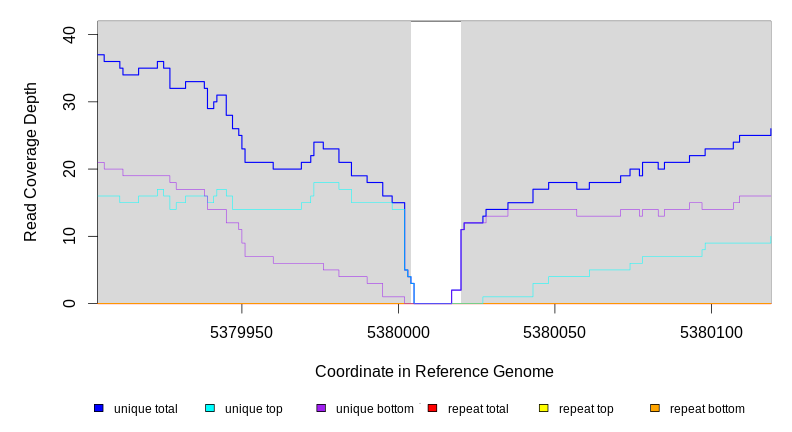 40
30
20
10
0
Read Coverage Depth
5379950 5380000 5380050 5380100
Coordinate in Reference Genome
unique total unique top unique bottom repeat total repeat top repeat bottom